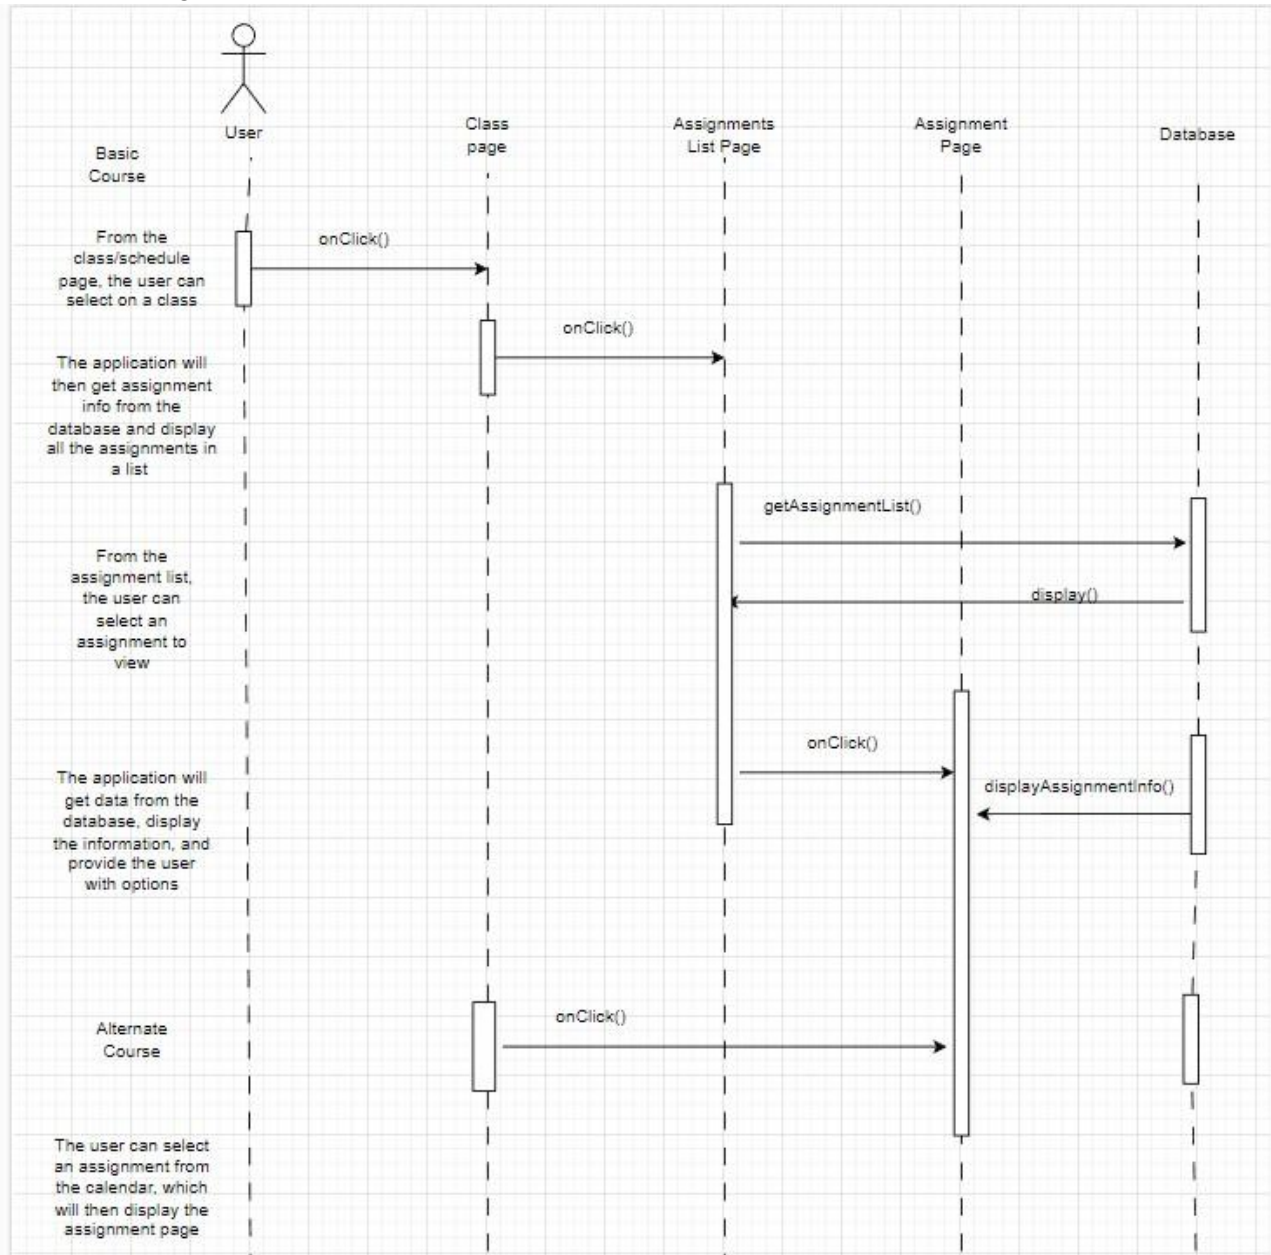 User
Class
page
Assignments
List Page
Assignment
Page
Database
Basic
Course
From the
class/schedule
page, the user can
select on a class
onClick()
onClick()
The application will
then get assignment
info from the
database and display
all the assignments in
a list
getAssignmentList()
display()
From the
assignment list,
the user can
select an
assignment to
view
onClick()
displayAssignmentInfo()
The application will
get data from the
database, display
the information, and
provide the user
with options
onClick()
Alternate
Course
The user can select
an assignment from
the calendar, which
will then display the
assignment page